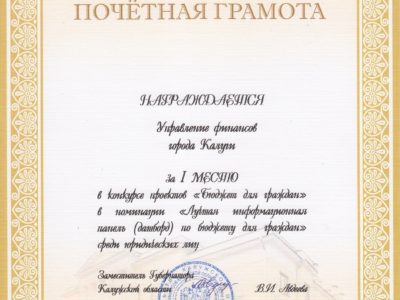 ПОЧЁТНАЯ ГРАМОТА
НАГРАЖДАЕТСЯ
Управление финансов
города Калуги
за I МЕСТО
в конкурсе проектов «Бюджет для граждан»
в номинации «Лучшая информационная
панель (дашборд) по бюджету для граждан»
среди юридических лиц
Заместитель Губернатора
Калужской области
В.И. Авдеева